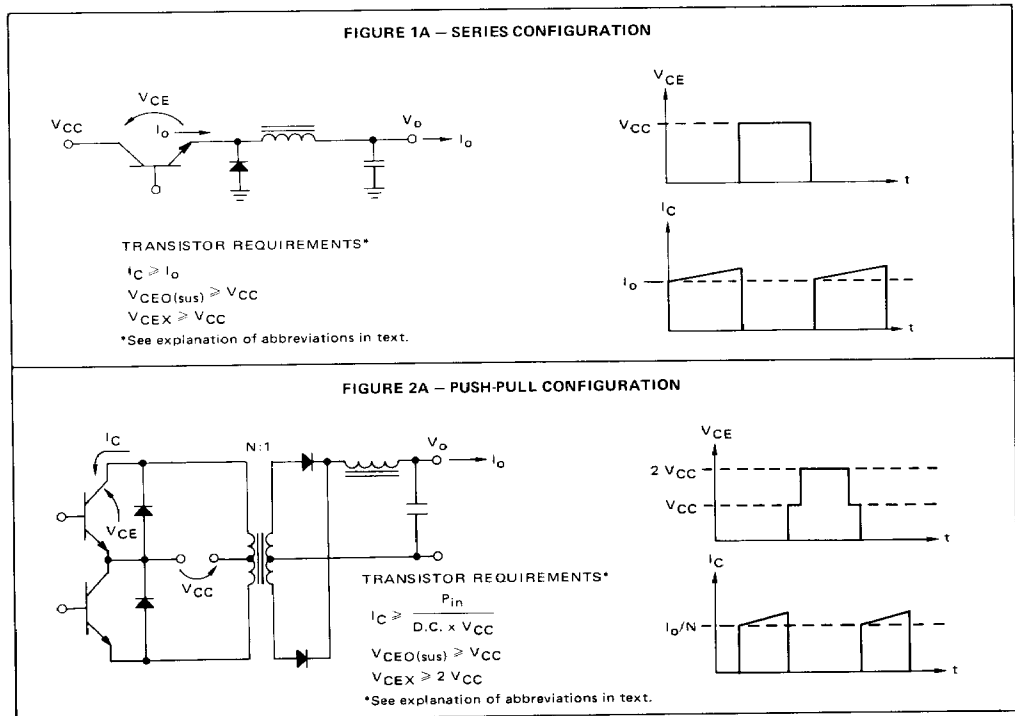 FIGURE 1A – SERIES CONFIGURATION
VCE
VCC
Io
Vo
Io
TRANSISTOR REQUIREMENTS*
IC ⩾ Io
VCEO(sus) ⩾ VCC
VCEX ⩾ VCC
*See explanation of abbreviations in text.
VCE
VCC
t
IC
Io
t
FIGURE 2A – PUSH-PULL CONFIGURATION
IC
N:1
Vo
Io
VCE
VCC
TRANSISTOR REQUIREMENTS*
IC ⩾ Pin
D.C. x VCC
VCEO(sus) ⩾ VCC
VCEX ⩾ 2 VCC
*See explanation of abbreviations in text.
VCE
2 VCC
VCC
t
IC
Io/N
t